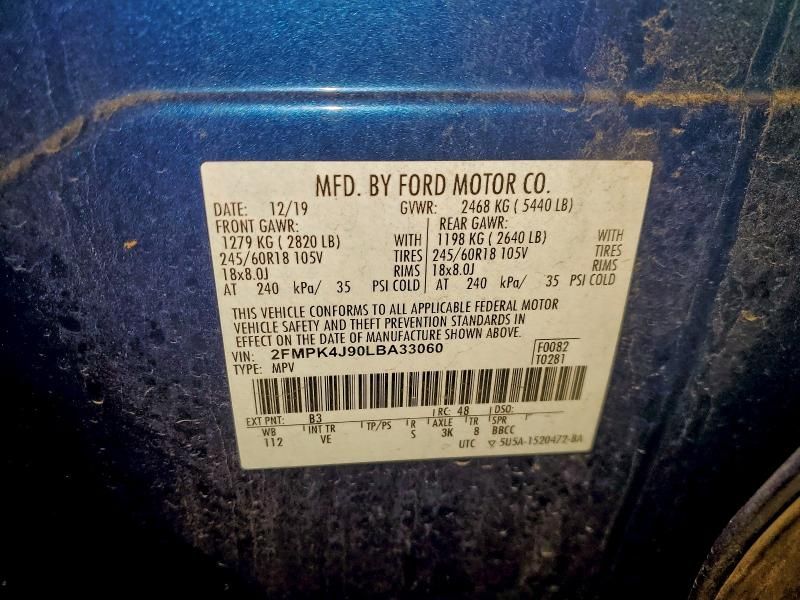 MFD. BY FORD MOTOR CO.
DATE: 12/19 GVWR: 2468 KG ( 5440 LB)
FRONT GAWR: REAR GAWR:
1279 KG ( 2820 LB) WITH 1198 KG ( 2640 LB) WITH
245/60R18 105V TIRES 245/60R18 105V TIRES
18x8.0J RIMS 18x8.0J RIMS
AT 240 kPa/ 35 PSI COLD AT 240 kPa/ 35 PSI COLD
THIS VEHICLE CONFORMS TO ALL APPLICABLE FEDERAL MOTOR
VEHICLE SAFETY AND THEFT PREVENTION STANDARDS IN
EFFECT ON THE DATE OF MANUFACTURE SHOWN ABOVE.
VIN: 2FMPK4J90LBA33060 F0082
TYPE: MPV T0281
EXT PNT: B3 RC: 48 DSO:
WB INT TR TP/PS R AXLE TR SPR
112 VE S 3K 8 BBCC
UTC ▽ 5U5A-1520472-BA